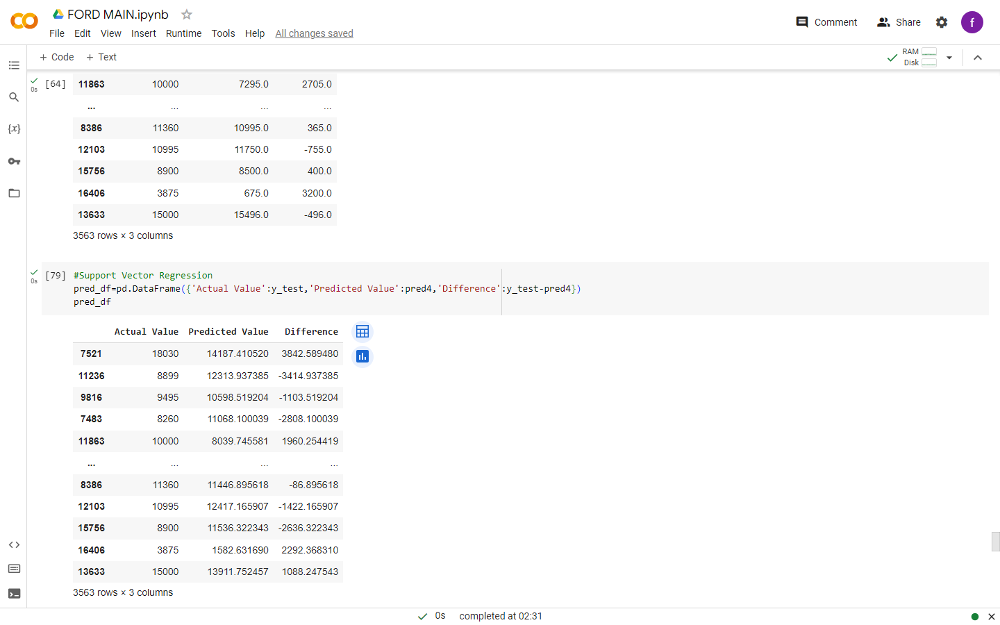 FORD MAIN.ipynb
File Edit View Insert Runtime Tools Help All changes saved
Comment Share f
+ Code + Text
RAM
Disk
0s
[64]
11863 10000 7295.0 2705.0
... ... ... ...
8386 11360 10995.0 365.0
12103 10995 11750.0 -755.0
15756 8900 8500.0 400.0
16406 3875 675.0 3200.0
13633 15000 15496.0 -496.0
3563 rows × 3 columns
{x}
0s
[79] #Support Vector Regression
pred_df=pd.DataFrame({'Actual Value':y_test,'Predicted Value':pred4,'Difference':y_test-pred4})
pred_df
Actual Value Predicted Value Difference
7521 18030 14187.410520 3842.589480
11236 8899 12313.937385 -3414.937385
9816 9495 10598.519204 -1103.519204
7483 8260 11068.100039 -2808.100039
11863 10000 8039.745581 1960.254419
... ... ... ...
8386 11360 11446.895618 -86.895618
12103 10995 12417.165907 -1422.165907
15756 8900 11536.322343 -2636.322343
16406 3875 1582.631690 2292.368310
13633 15000 13911.752457 1088.247543
3563 rows × 3 columns
0s completed at 02:31